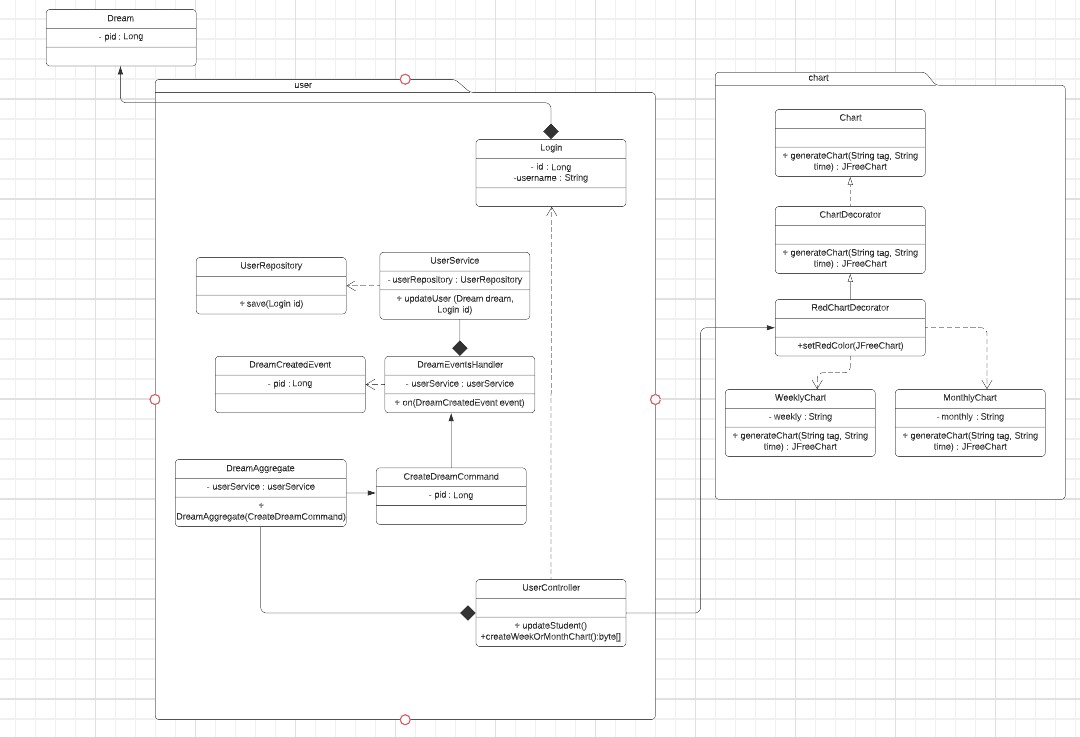 Dream
- pid : Long
user
Login
- id : Long
-username : String
UserRepository
+ save(Login id)
UserService
- userRepository : UserRepository
+ updateUser (Dream dream,
Login id)
DreamCreatedEvent
- pid : Long
DreamEventsHandler
- userService : userService
+ on(DreamCreatedEvent event)
DreamAggregate
- userService : userService
+
DreamAggregate(CreateDreamCommand)
CreateDreamCommand
- pid : Long
UserController
+ updateStudent()
+createWeekOrMonthChart():byte[]
chart
Chart
+ generateChart(String tag, String
time) : JFreeChart
ChartDecorator
+ generateChart(String tag, String
time) : JFreeChart
RedChartDecorator
+setRedColor(JFreeChart)
WeeklyChart
- weekly : String
+ generateChart(String tag, String
time) : JFreeChart
MonthlyChart
- monthly : String
+ generateChart(String tag, String
time) : JFreeChart